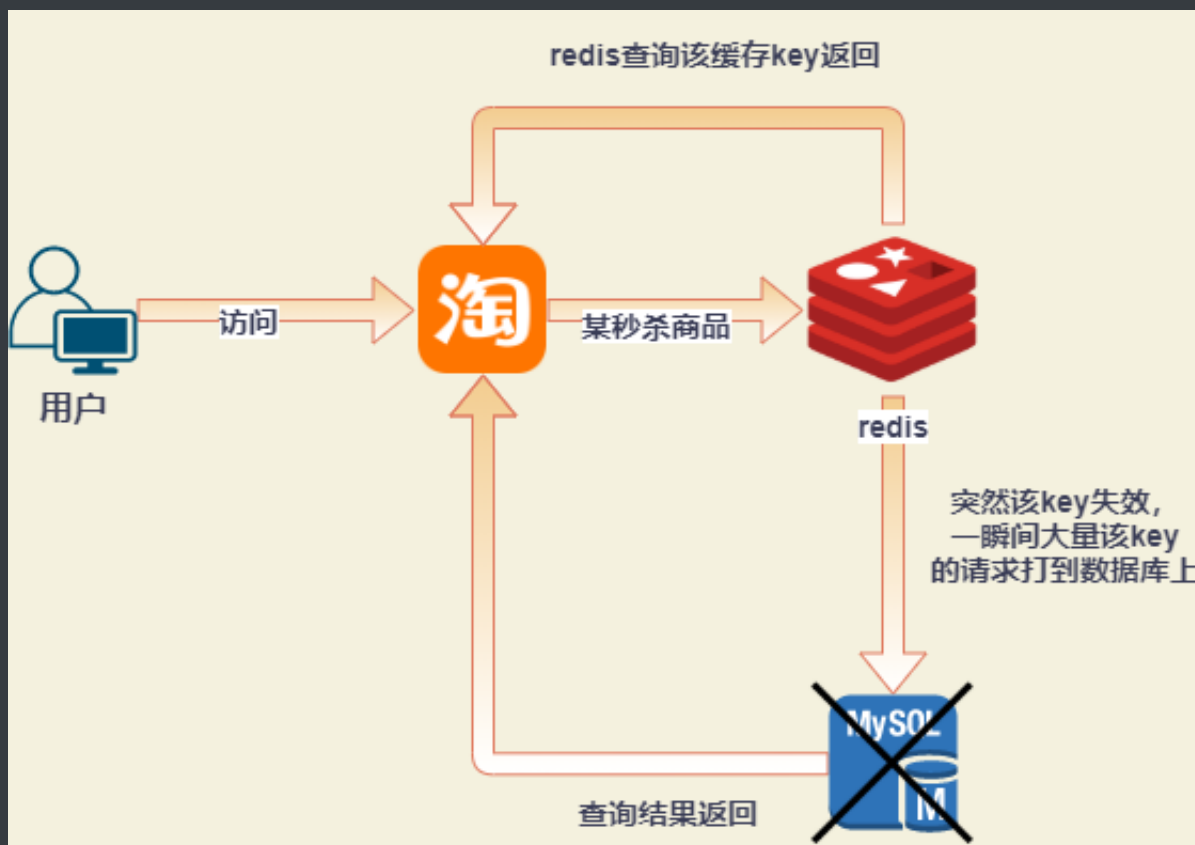 redis查询该缓存key返回
淘
访问
某秒杀商品
用户
redis
突然该key失效，
一瞬间大量该key
的请求打到数据库上
MySQL
M
查询结果返回